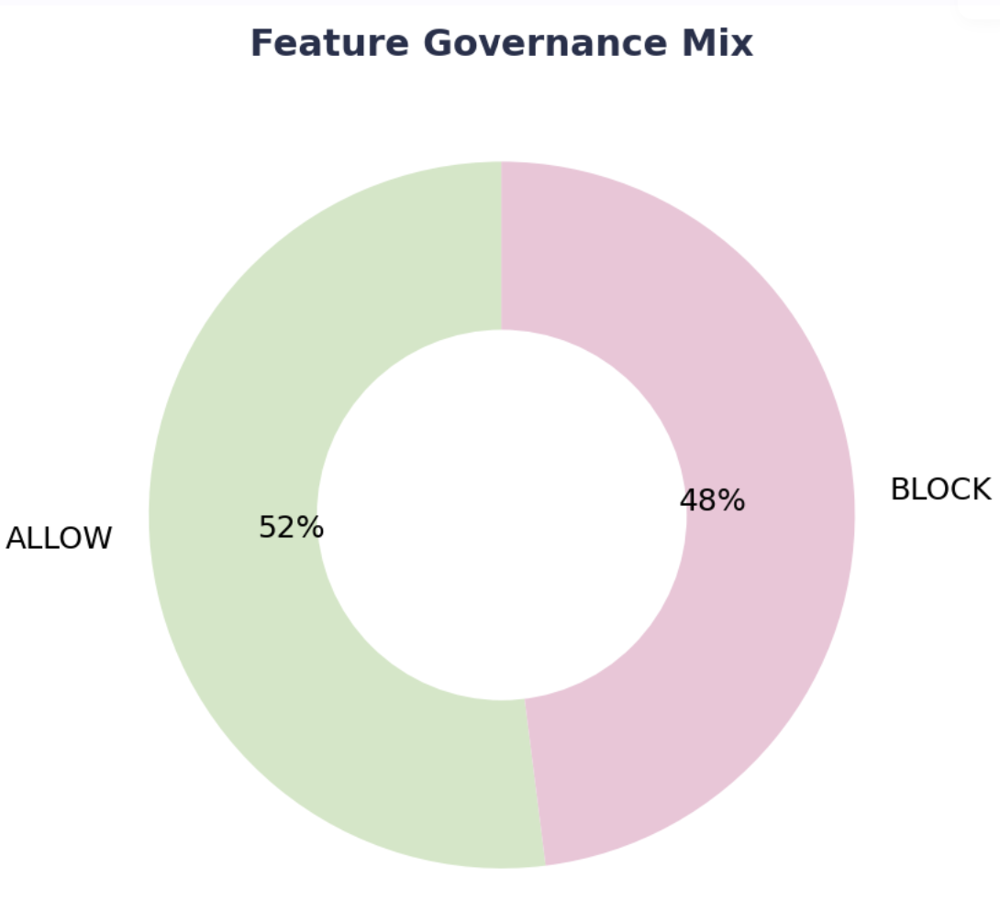 Feature Governance Mix
48%
BLOCK
52%
ALLOW